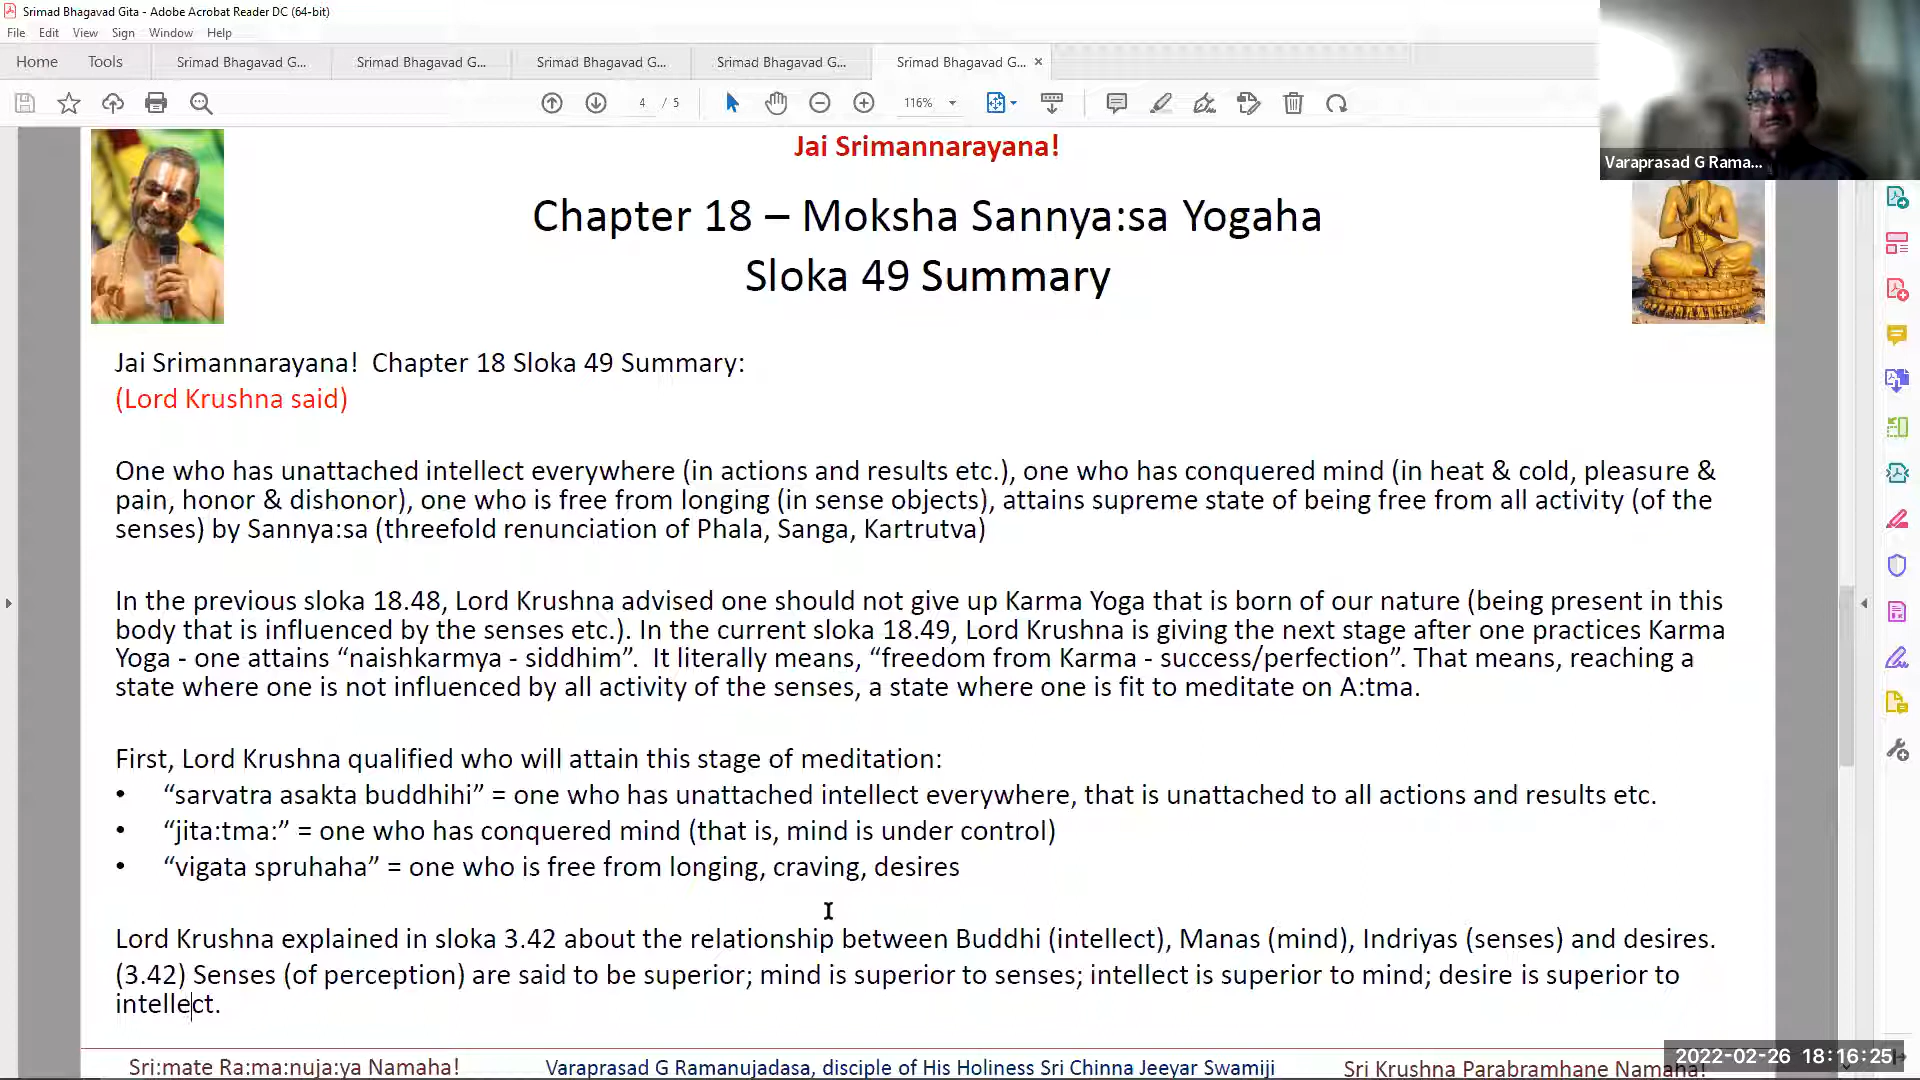 Srimad Bhagavad Gita - Adobe Acrobat Reader DC (64-bit)
File Edit View Sign Window Help
Home Tools Srimad Bhagavad G... Srimad Bhagavad G... Srimad Bhagavad G... Srimad Bhagavad G... Srimad Bhagavad G... ×
4 / 5 116%
Varaprasad G Rama...
Jai Srimannarayana!
Chapter 18 – Moksha Sannya:sa Yogaha
Sloka 49 Summary
Jai Srimannarayana! Chapter 18 Sloka 49 Summary:
(Lord Krushna said)
One who has unattached intellect everywhere (in actions and results etc.), one who has conquered mind (in heat & cold, pleasure &
pain, honor & dishonor), one who is free from longing (in sense objects), attains supreme state of being free from all activity (of the
senses) by Sannya:sa (threefold renunciation of Phala, Sanga, Kartrutva)
In the previous sloka 18.48, Lord Krushna advised one should not give up Karma Yoga that is born of our nature (being present in this
body that is influenced by the senses etc.). In the current sloka 18.49, Lord Krushna is giving the next stage after one practices Karma
Yoga - one attains “naishkarmya - siddhim”. It literally means, “freedom from Karma - success/perfection”. That means, reaching a
state where one is not influenced by all activity of the senses, a state where one is fit to meditate on A:tma.
First, Lord Krushna qualified who will attain this stage of meditation:
• “sarvatra asakta buddhihi” = one who has unattached intellect everywhere, that is unattached to all actions and results etc.
• “jita:tma:” = one who has conquered mind (that is, mind is under control)
• “vigata spruhaha” = one who is free from longing, craving, desires
Lord Krushna explained in sloka 3.42 about the relationship between Buddhi (intellect), Manas (mind), Indriyas (senses) and desires.
(3.42) Senses (of perception) are said to be superior; mind is superior to senses; intellect is superior to mind; desire is superior to
intellect.
Sri:mate Ra:ma:nuja:ya Namaha! Varaprasad G Ramanujadasa, disciple of His Holiness Sri Chinna Jeeyar Swamiji Sri Krushna Parabramhane Namaha!
2022-02-26 18:16:25